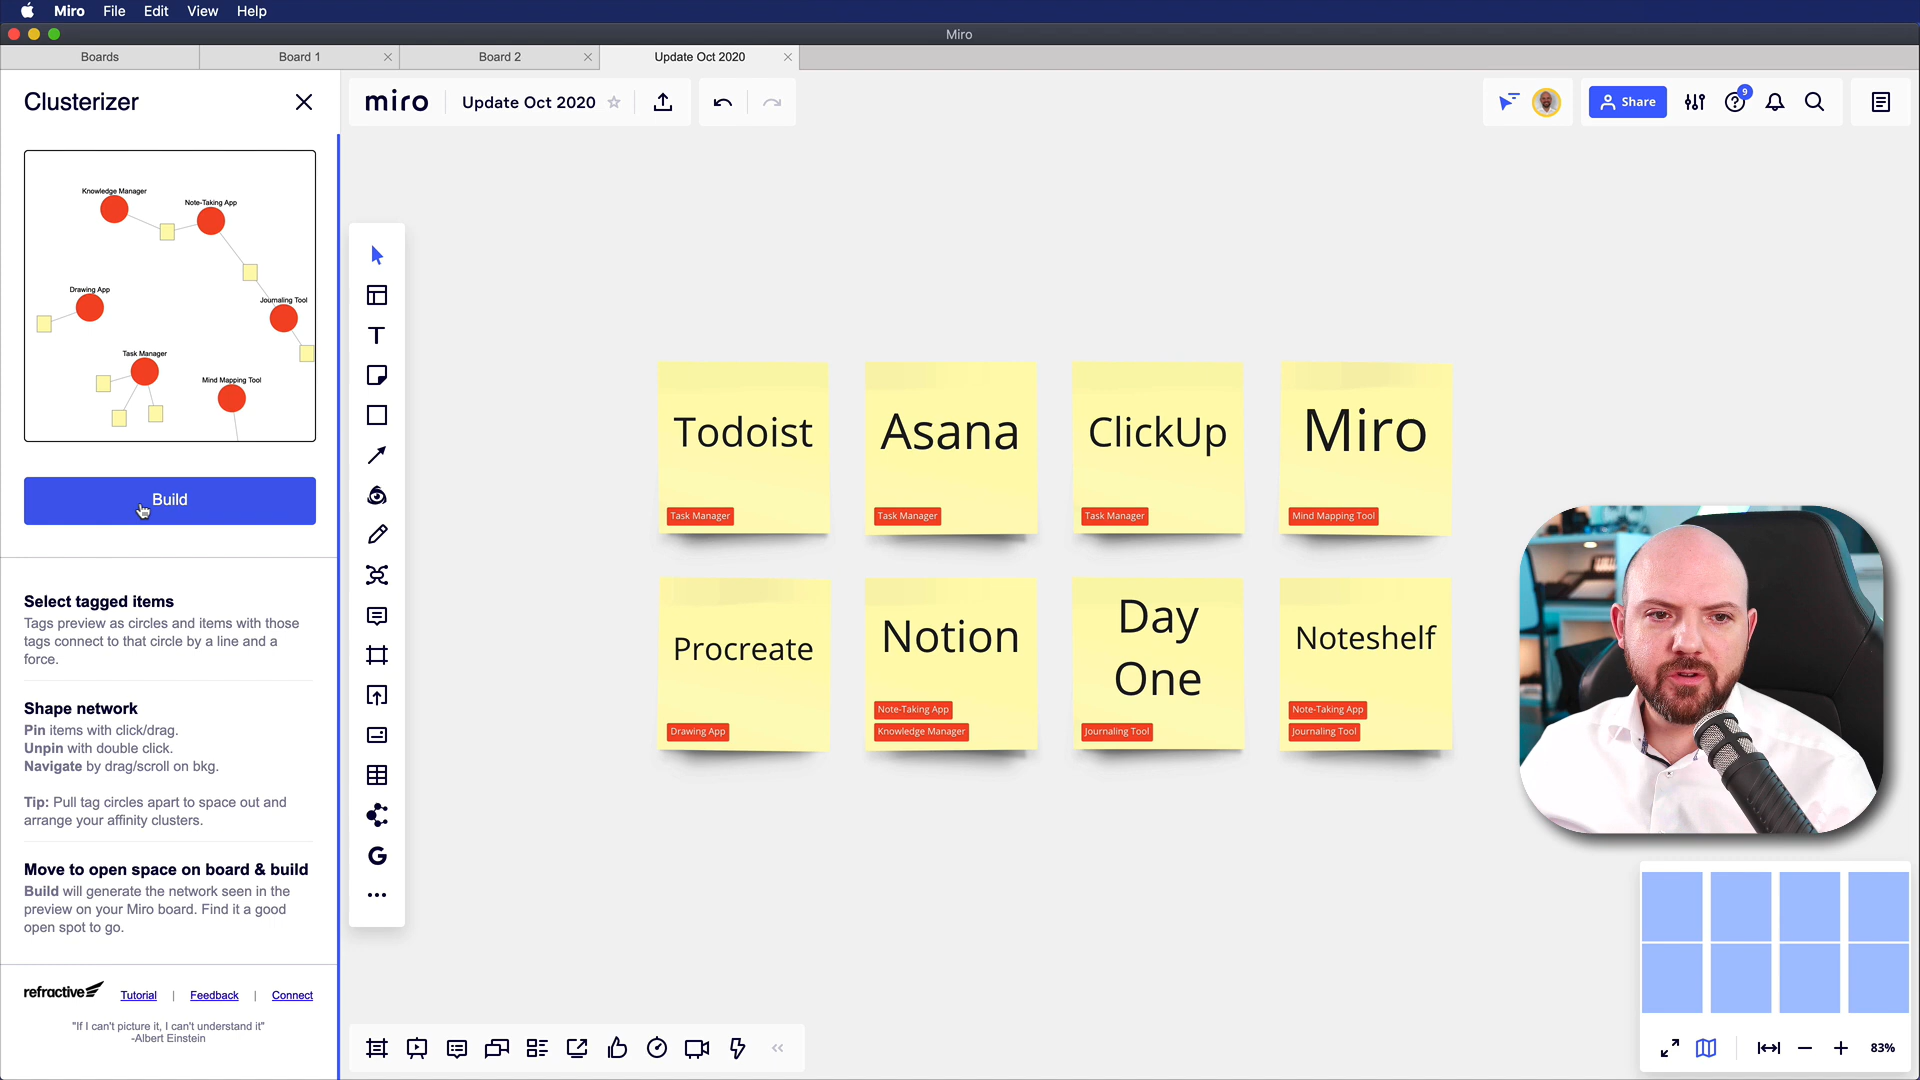 Miro File Edit View Help
Miro
Boards
Board 1
Board 2
Update Oct 2020
Clusterizer
miro
Update Oct 2020
Share
9
Knowledge Manager
Note-Taking App
Drawing App
Journaling Tool
Task Manager
Mind Mapping Tool
Build
Select tagged items
Tags preview as circles and items with those
tags connect to that circle by a line and a
force.
Shape network
Pin items with click/drag.
Unpin with double click.
Navigate by drag/scroll on bkg.
Tip: Pull tag circles apart to space out and
arrange your affinity clusters.
Move to open space on board & build
Build will generate the network seen in the
preview on your Miro board. Find it a good
open spot to go.
refractive
Tutorial | Feedback | Connect
"If I can't picture it, I can't understand it"
-Albert Einstein
T
G
Todoist
Task Manager
Asana
Task Manager
ClickUp
Task Manager
Miro
Mind Mapping Tool
Procreate
Drawing App
Notion
Note-Taking App
Knowledge Manager
Day
One
Journaling Tool
Noteshelf
Note-Taking App
Journaling Tool
83%